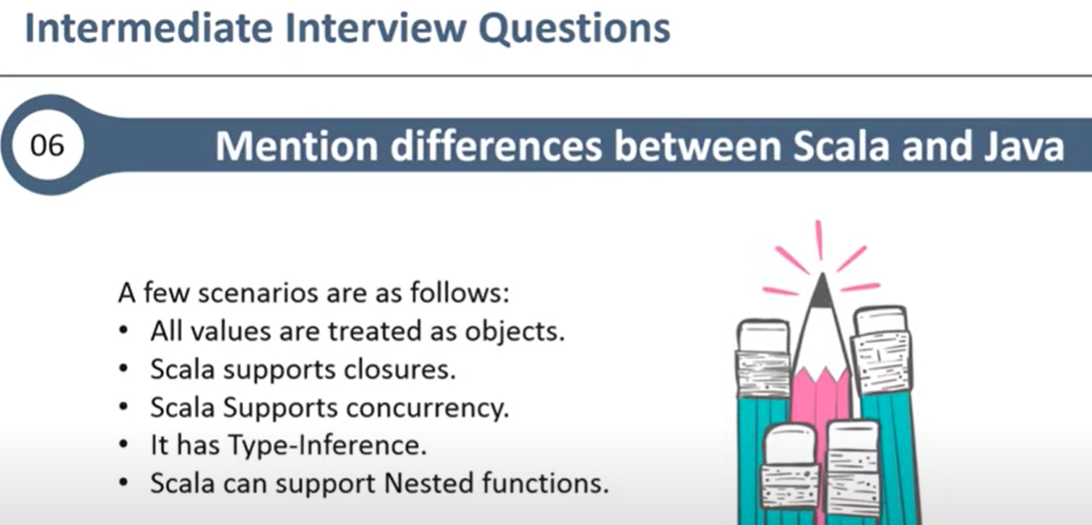 Intermediate Interview Questions
06
Mention differences between Scala and Java
A few scenarios are as follows:
• All values are treated as objects.
• Scala supports closures.
• Scala Supports concurrency.
• It has Type-Inference.
• Scala can support Nested functions.